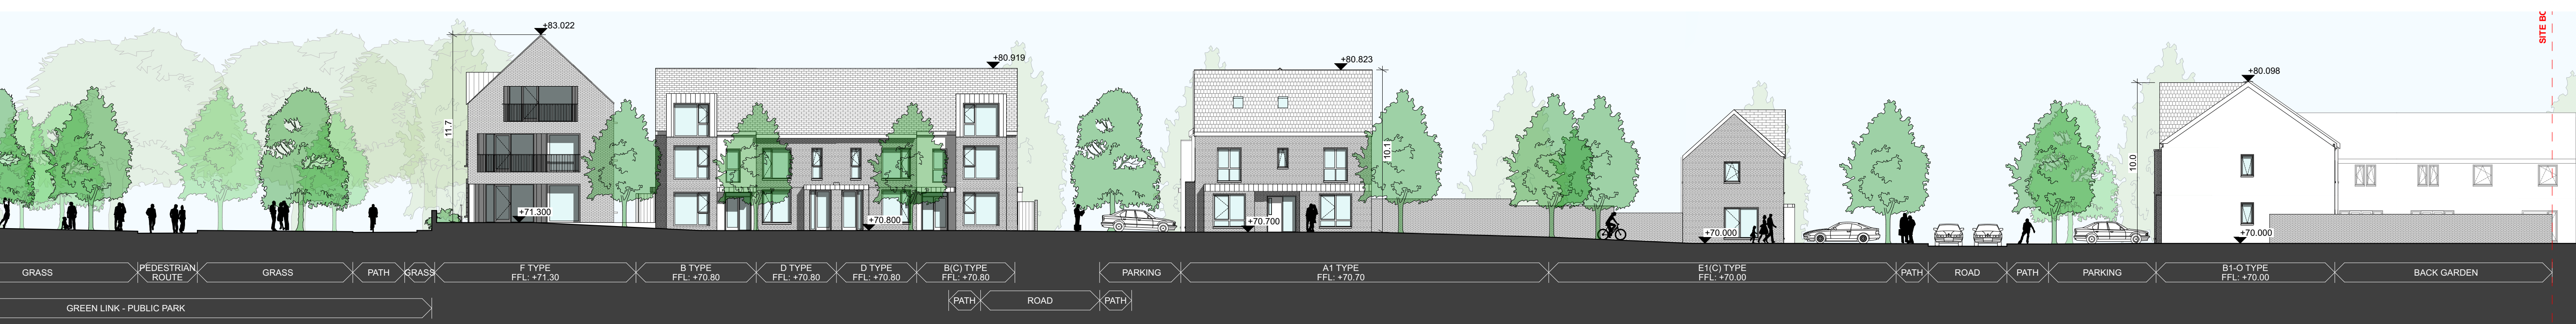 SITE BO
+83.022
+80.919
+80.823
+80.098
11.7
10.1
10.0
+71.300
+70.800
+70.700
+70.000
+70.000
GRASS
PEDESTRIAN
ROUTE
GRASS
PATH
GRASS
F TYPE
FFL: +71.30
B TYPE
FFL: +70.80
D TYPE
FFL: +70.80
D TYPE
FFL: +70.80
B(C) TYPE
FFL: +70.80
PARKING
A1 TYPE
FFL: +70.70
E1(C) TYPE
FFL: +70.00
PATH
ROAD
PATH
PARKING
B1-O TYPE
FFL: +70.00
BACK GARDEN
PATH
ROAD
PATH
GREEN LINK - PUBLIC PARK